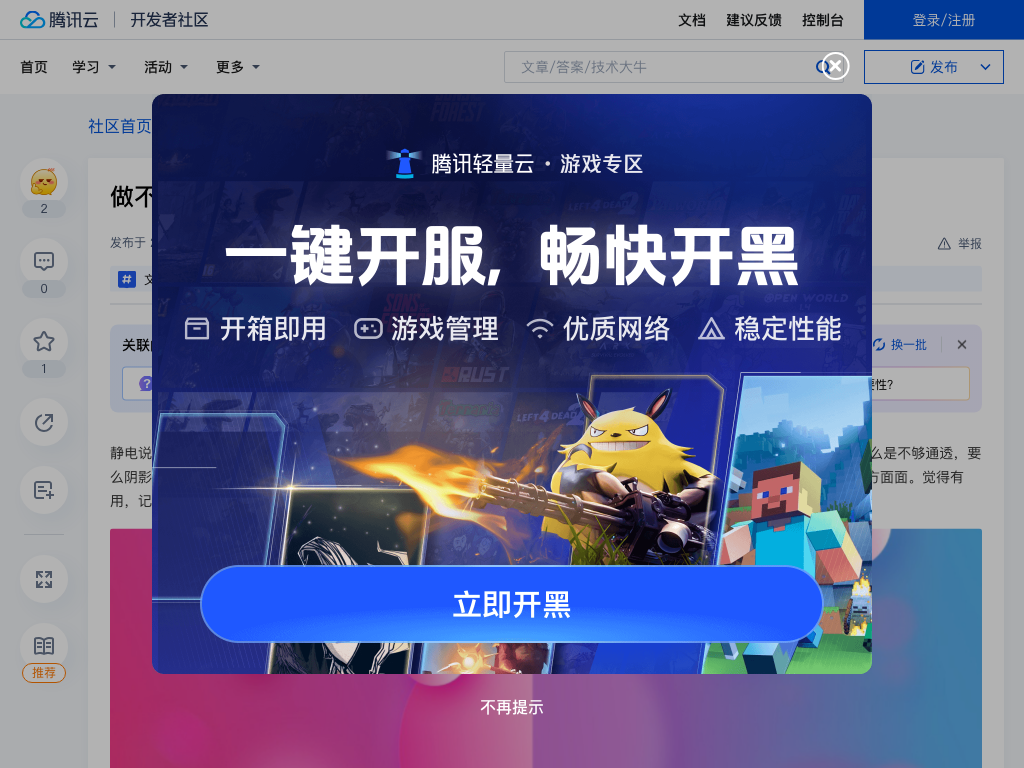 腾讯云 开发者社区 文档 建议反馈 控制台 登录/注册
首页 学习 活动 更多 文章/答案/技术大牛 发布
社区首页
腾讯轻量云·游戏专区
做不
2
发布于
举报
一键开服，畅快开黑
#
0
开箱即用 游戏管理 优质网络 稳定性能
关联
换一批
1
RUST
LEFT 4 DEAD
静电说
么是不够通透，要
么阴影
方面面。觉得有
用，记
立即开黑
推荐
不再提示